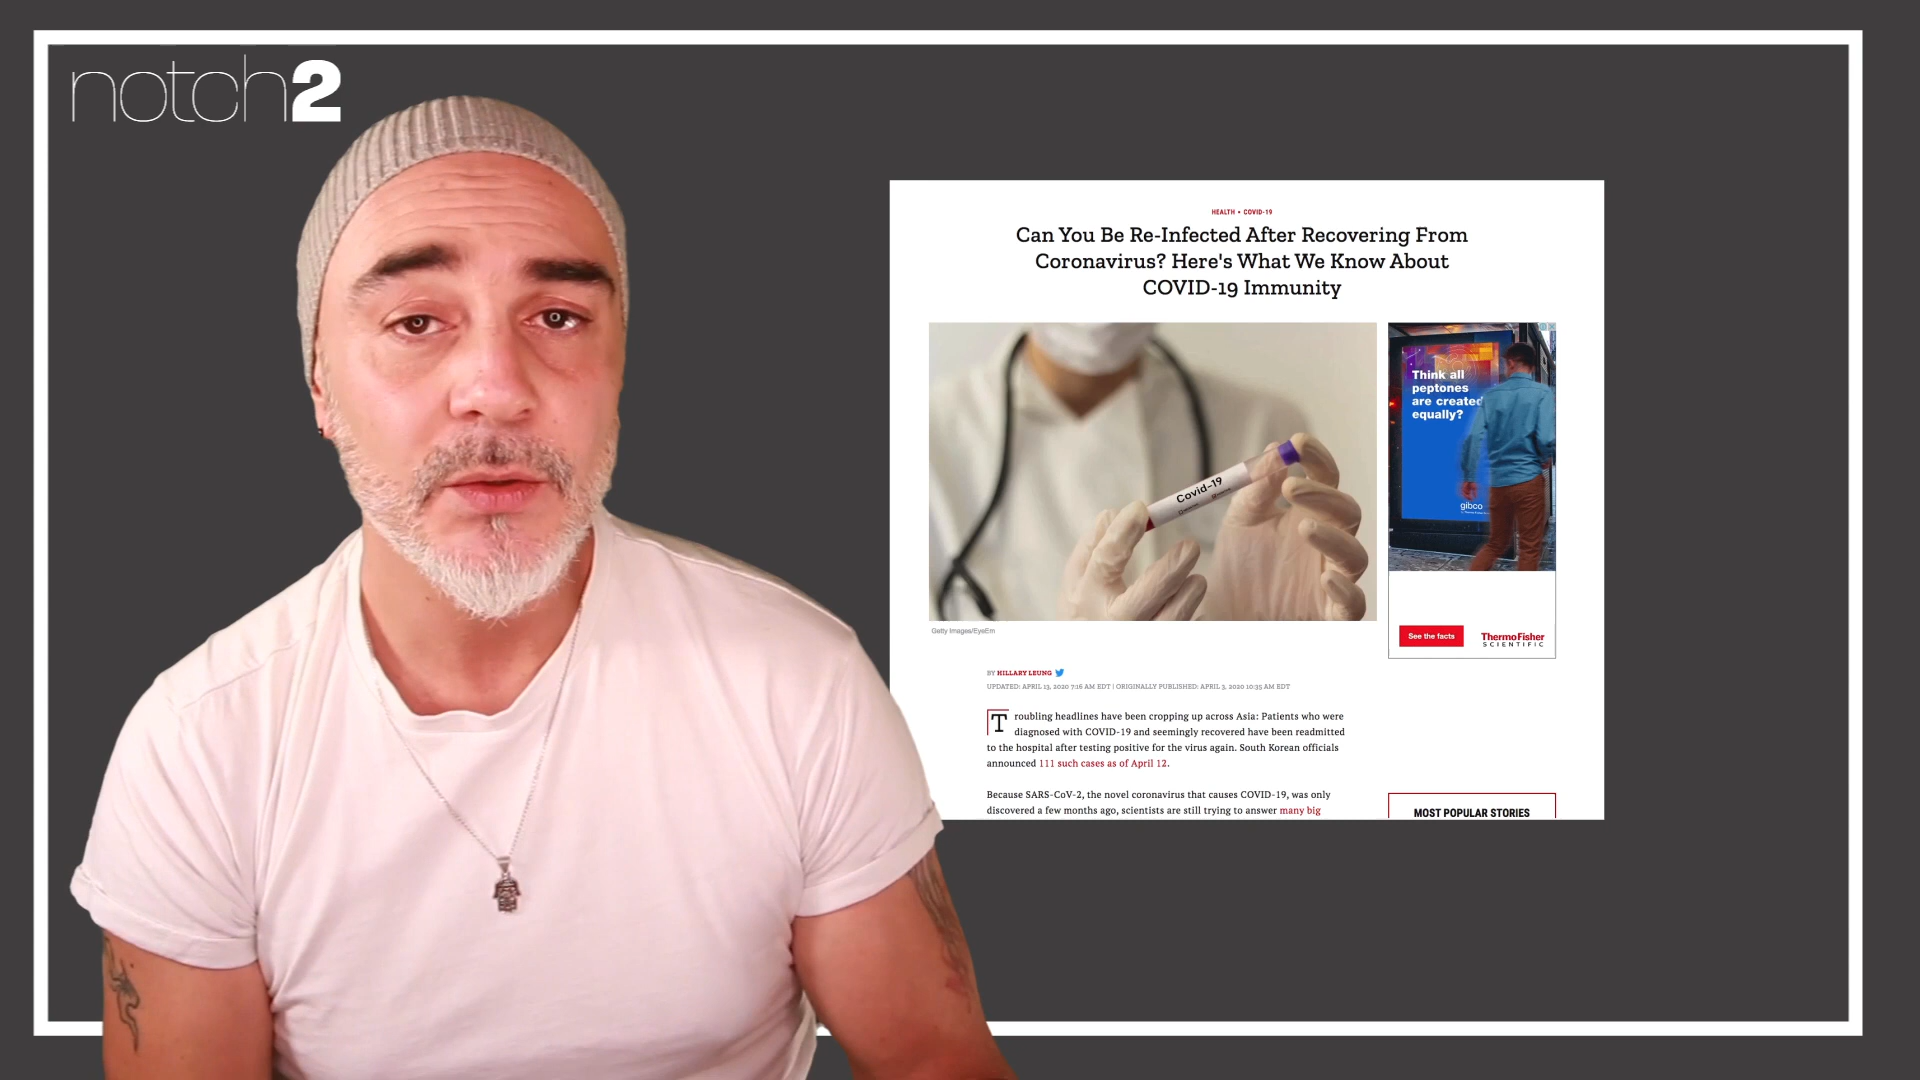 notch2
HEALTH • COVID-19
Can You Be Re-Infected After Recovering From
Coronavirus? Here's What We Know About
COVID-19 Immunity
Think all
peptones
are created
equally?
Covid-19
gibco
See the facts
ThermoFisher
SCIENTIFIC
Getty Images/EyeEm
BY HILLARY LEUNG
UPDATED: APRIL 13, 2020 7:16 AM EDT | ORIGINALLY PUBLISHED: APRIL 3, 2020 10:35 AM EDT
Troubling headlines have been cropping up across Asia: Patients who were
diagnosed with COVID-19 and seemingly recovered have been readmitted
to the hospital after testing positive for the virus again. South Korean officials
announced 111 such cases as of April 12.
Because SARS-CoV-2, the novel coronavirus that causes COVID-19, was only
discovered a few months ago, scientists are still trying to answer many big
MOST POPULAR STORIES